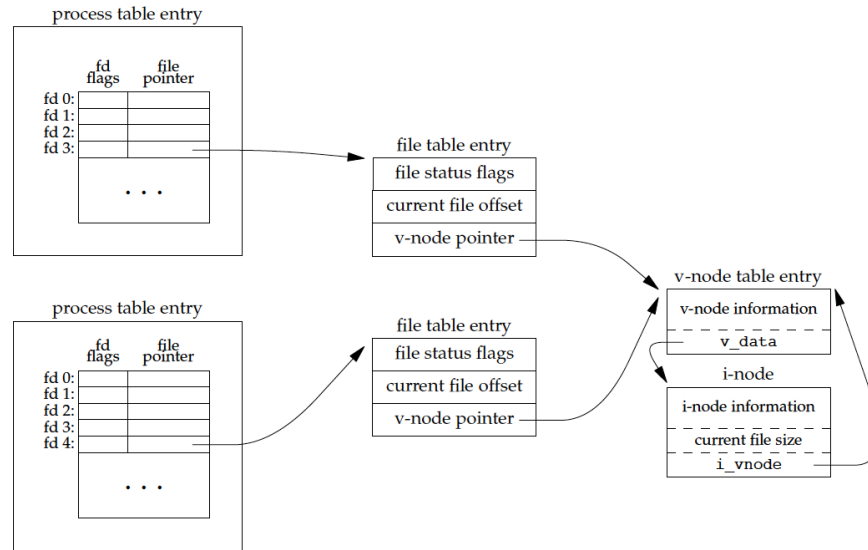 process table entry
fd flags
file pointer
fd 0:
fd 1:
fd 2:
fd 3:
. . .
file table entry
file status flags
current file offset
v-node pointer
v-node table entry
v-node information
v_data
i-node
i-node information
current file size
i_vnode
process table entry
fd flags
file pointer
fd 0:
fd 1:
fd 2:
fd 3:
fd 4:
. . .
file table entry
file status flags
current file offset
v-node pointer